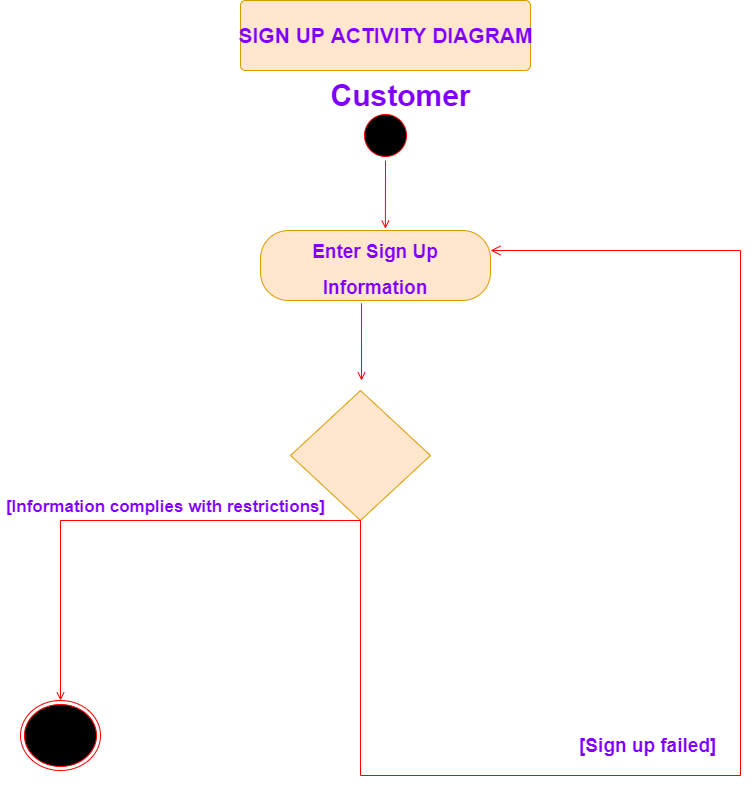 SIGN UP ACTIVITY DIAGRAM
Customer
Enter Sign Up
Information
[Information complies with restrictions]
[Sign up failed]